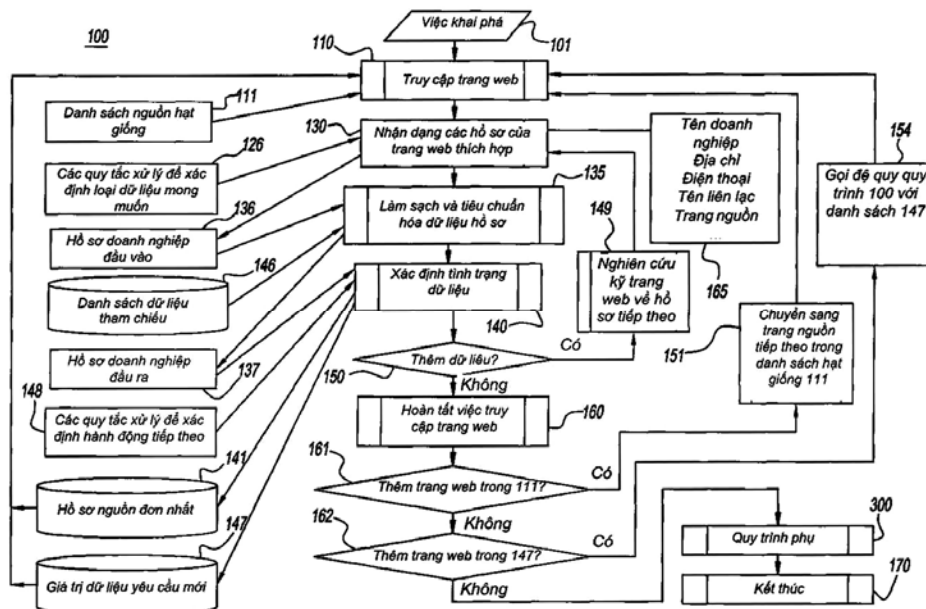 100
Việc khai phá
101
110
Truy cập trang web
111
Danh sách nguồn hạt
giống
130
Nhận dạng các hồ sơ của
trang web thích hợp
126
Các quy tắc xử lý để xác
định loại dữ liệu mong
muốn
135
Làm sạch và tiêu chuẩn
hóa dữ liệu hồ sơ
136
Hồ sơ doanh nghiệp
đầu vào
146
Danh sách dữ liệu
tham chiếu
Xác định tình trạng
dữ liệu
140
Hồ sơ doanh nghiệp
đầu ra
137
150
Thêm dữ liệu?
Có
Không
149
Nghiên cứu
kỹ trang
web về hồ
sơ tiếp theo
Tên doanh
nghiệp
Địa chỉ
Điện thoại
Tên liên lạc
Trang nguồn
...
165
154
Gọi đệ quy quy
trình 100 với
danh sách 147
151
Chuyển sang
trang nguồn
tiếp theo trong
danh sách hạt
giống 111
148
Các quy tắc xử lý để xác
định hành động tiếp theo
Hoàn tất việc truy
cập trang web
160
141
Hồ sơ nguồn đơn nhất
161
Thêm trang web trong 111?
Có
Không
147
Giá trị dữ liệu yêu cầu mới
162
Thêm trang web trong 147?
Có
Không
300
Quy trình phụ
Kết thúc
170